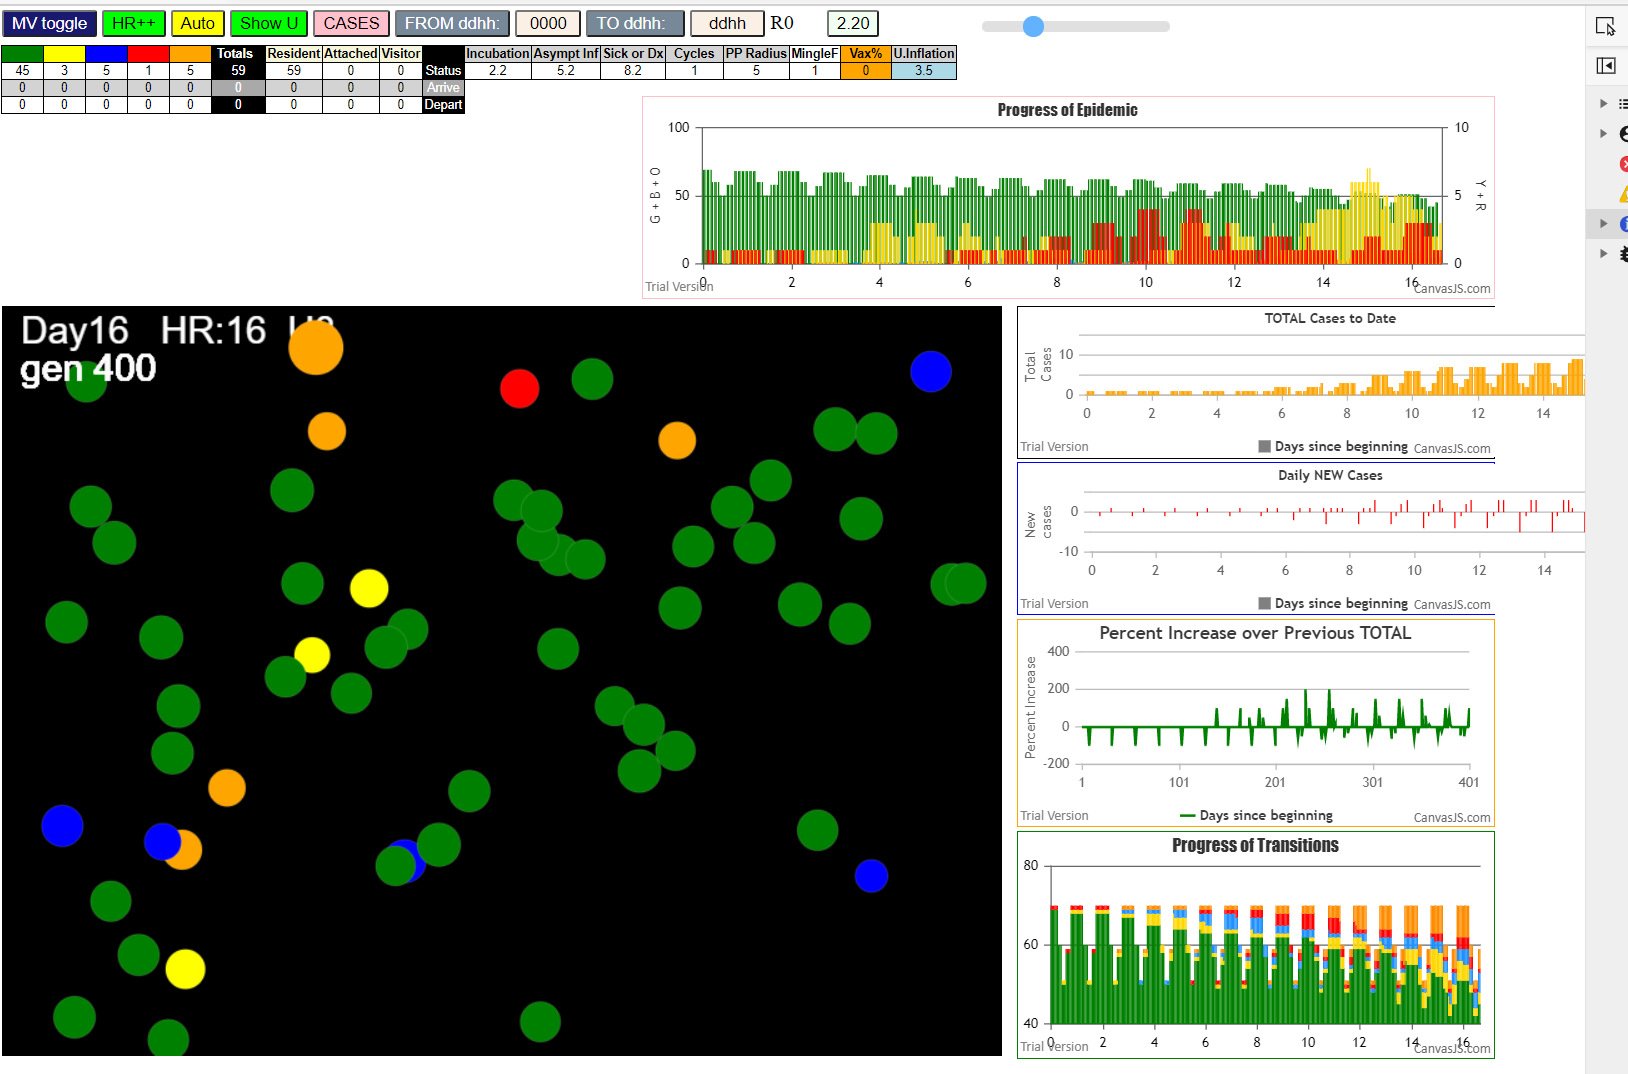 MV toggle HR++ Auto Show U CASES FROM ddhh: 0000 TO ddhh: ddhh R0 2.20
Totals Resident Attached Visitor Incubation Asympt Inf Sick or Dx Cycles PP Radius MingleF Vax% U.Inflation
45 3 5 1 5 59 59 0 0 Status 2.2 5.2 8.2 1 5 1 0 3.5
0 0 0 0 0 0 0 0 0 Arrive
0 0 0 0 0 0 0 0 0 Depart
Progress of Epidemic
100 10
50 5
0 0
G + B + O
Y + R
0 2 4 6 8 10 12 14 16
Trial Version CanvasJS.com
Day16 HR:16
gen 400
TOTAL Cases to Date
Total Cases
10
0
0 2 4 6 8 10 12 14
Days since beginning
Trial Version CanvasJS.com
Daily NEW Cases
New cases
0
-10
0 2 4 6 8 10 12 14
Days since beginning
Trial Version CanvasJS.com
Percent Increase over Previous TOTAL
Percent Increase
400
200
0
-200
1 101 201 301 401
Days since beginning
Trial Version CanvasJS.com
Progress of Transitions
80
60
40
0 2 4 6 8 10 12 14 16
Trial Version CanvasJS.com